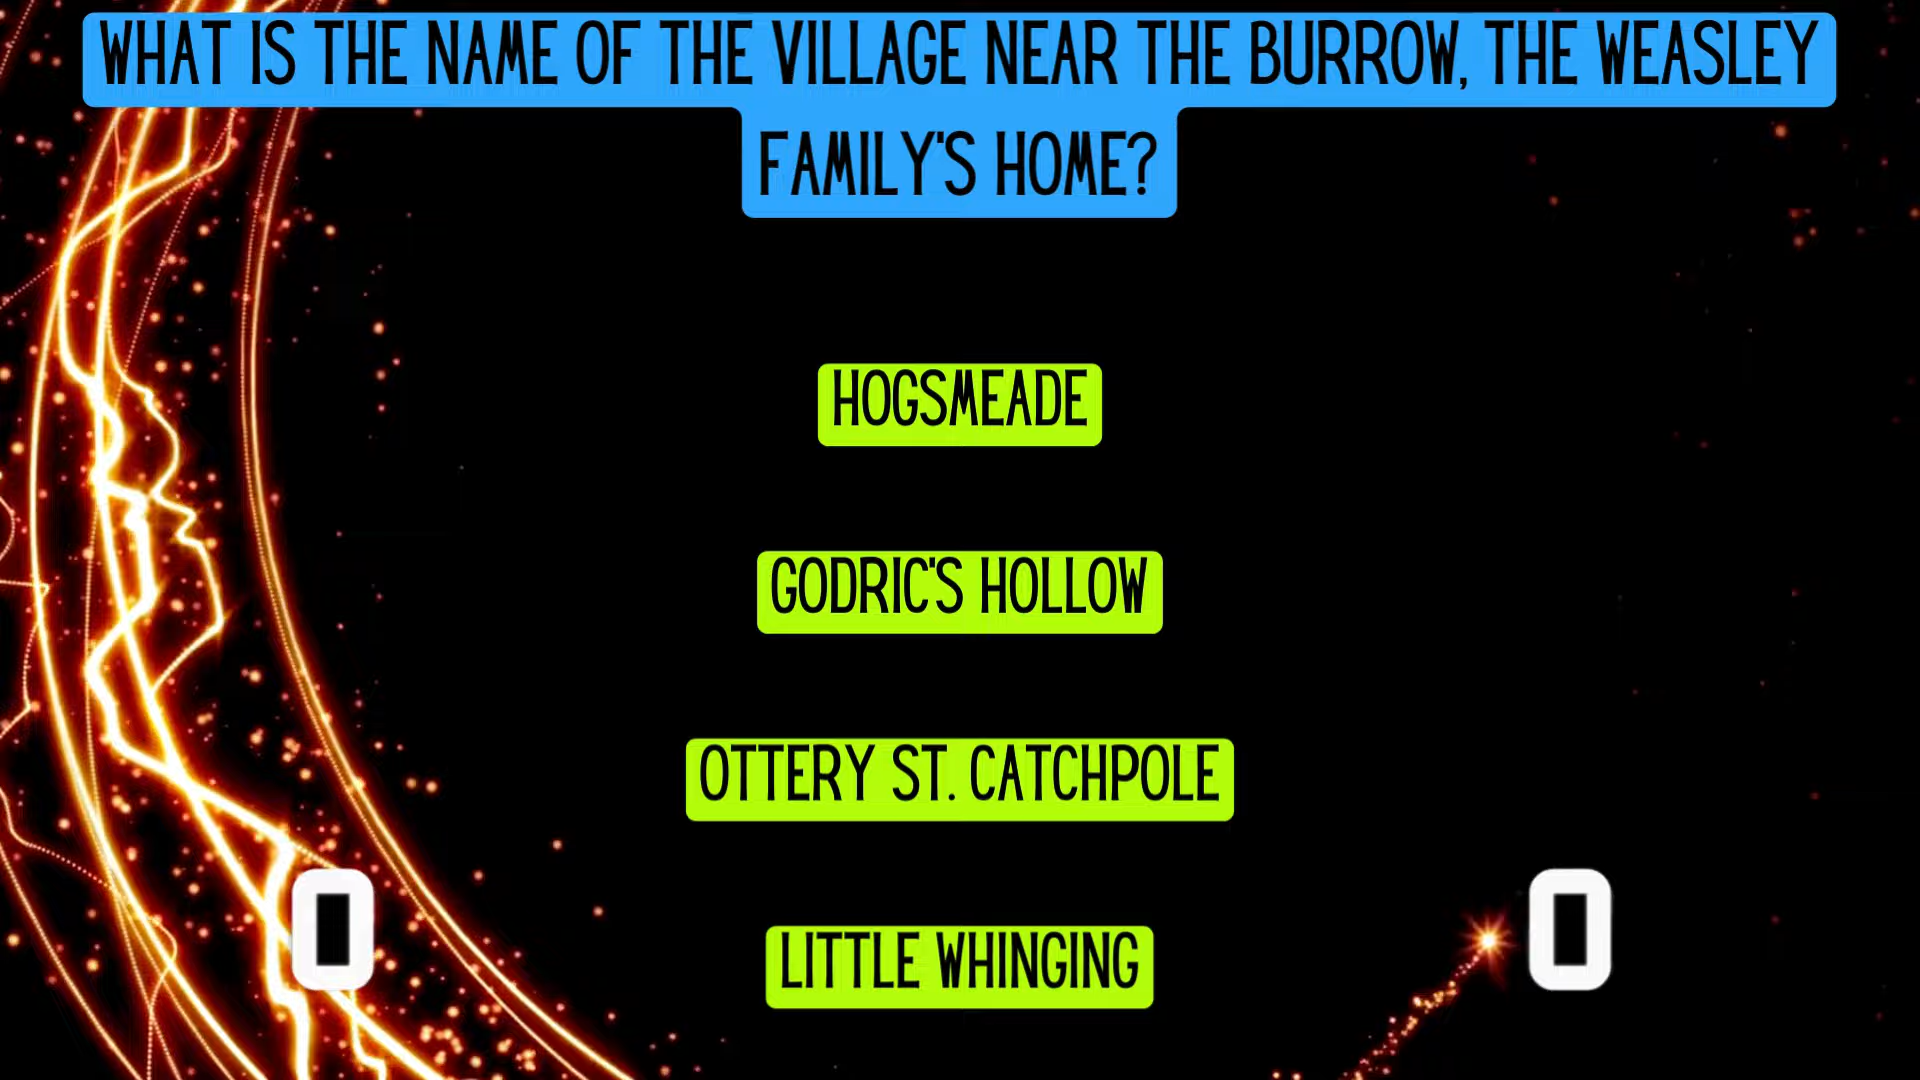 WHAT IS THE NAME OF THE VILLAGE NEAR THE BURROW, THE WEASLEY
FAMILY'S HOME?
HOGSMEADE
GODRIC'S HOLLOW
OTTERY ST. CATCHPOLE
0 0
LITTLE WHINGING